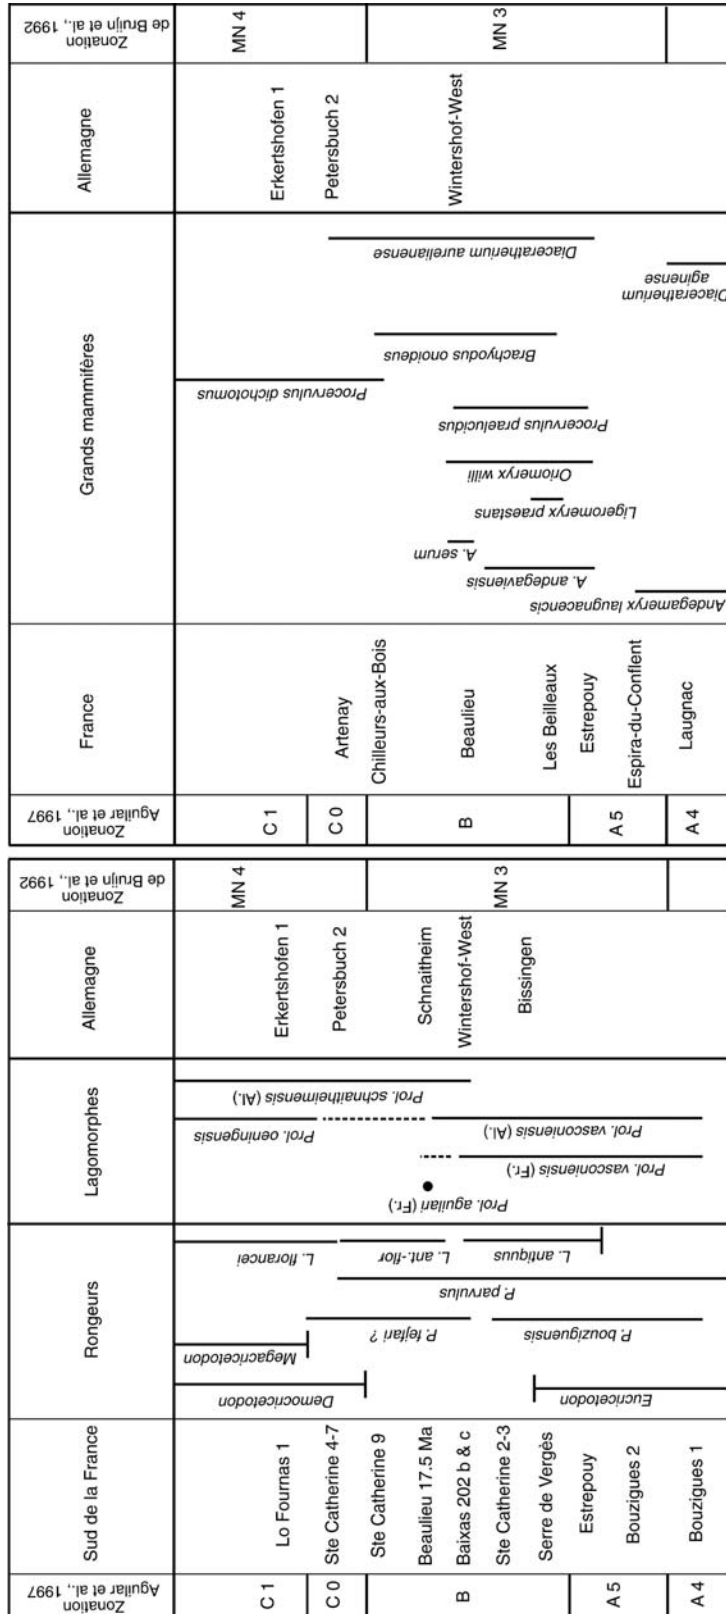 Zonation
Aguilar et al., 1997
Sud de la France
Rongeurs
Lagomorphes
Allemagne
Zonation
de Bruijn et al., 1992
C 1
C 0
B
A 5
A 4
Lo Fournas 1
Ste Catherine 4-7
Ste Catherine 9
Beaulieu 17.5 Ma
Baixas 202 b & c
Ste Catherine 2-3
Serre de Vergès
Estrepouy
Bouzigues 2
Bouzigues 1
Democricetodon
Eucricetodon
Megacricetodon
P. fejfari ?
P. bouziguensis
P. parvulus
L. florancei
L. ant.-flor
L. antiquus
Prol. aguilari (Fr.)
Prol. vasconiensis (Fr.)
Prol. oeningensis
Prol. vasconiensis (Al.)
Prol. schnaitheimensis (Al.)
Erkertshofen 1
Petersbuch 2
Schnaitheim
Wintershof-West
Bissingen
MN 4
MN 3
Zonation
Aguilar et al., 1997
France
Grands mammifères
Allemagne
Zonation
de Bruijn et al., 1992
C 1
C 0
B
A 5
A 4
Artenay
Chilleurs-aux-Bois
Beaulieu
Les Beilleaux
Estrepouy
Espira-du-Conflent
Laugnac
Andegameryx laugnacencis
A. andegaviensis
A. serum
Ligeromeryx praestans
Oriomeryx willi
Procervulus praelucidus
Procervulus dichotomus
Brachyodus onoideus
Diaceratherium aurelianense
Diaceratherium
aginense
Erkertshofen 1
Petersbuch 2
Wintershof-West
MN 4
MN 3